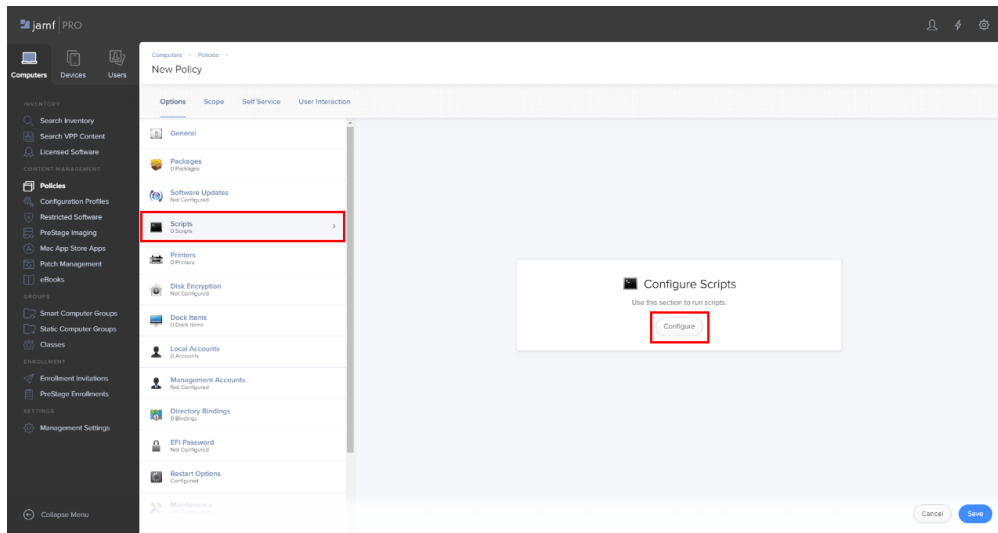 jamf PRO
Computers
Devices
Users
INVENTORY
Search Inventory
Search VPP Content
Licensed Software
CONTENT MANAGEMENT
Policies
Configuration Profiles
Restricted Software
PreStage Imaging
Mac App Store Apps
Patch Management
eBooks
GROUPS
Smart Computer Groups
Static Computer Groups
Classes
ENROLLMENT
Enrollment Invitations
PreStage Enrollments
SETTINGS
Management Settings
Collapse Menu
Computers › Policies ›
New Policy
Options Scope Self Service User Interaction
General
Packages
0 Packages
Software Updates
Not Configured
Scripts
0 Scripts
Printers
0 Printers
Disk Encryption
Not Configured
Dock Items
0 Dock Items
Local Accounts
0 Accounts
Management Accounts
Not Configured
Directory Bindings
0 Bindings
EFI Password
Not Configured
Restart Options
Configured
Maintenance
Configure Scripts
Use this section to run scripts.
Configure
Cancel
Save